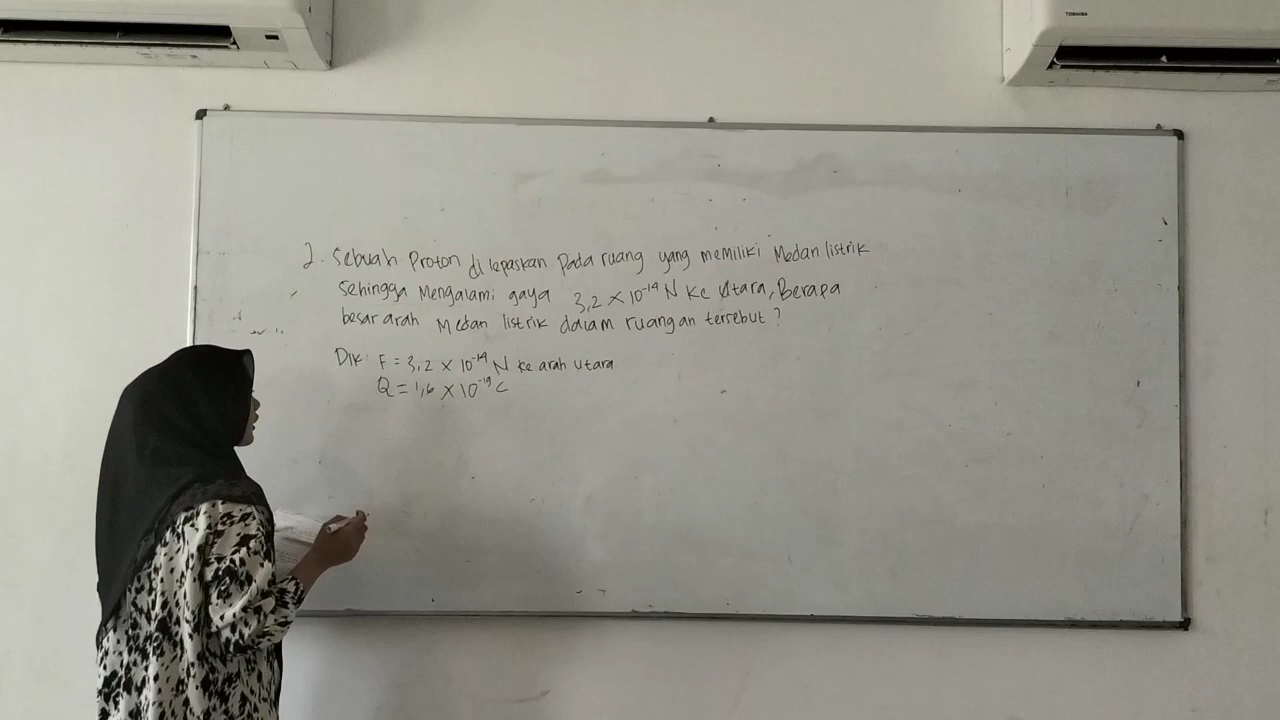 TOSHIBA
2. Sebuah Proton di lepaskan Pada ruang yang memiliki Medan listrik
Sehingga Mengalami gaya 3,2 × 10⁻¹⁴ N Ke Utara, Berapa
besar arah Medan listrik dalam ruangan tersebut ?
Dik: F = 3,2 × 10⁻¹⁴ N ke arah Utara
Q = 1,6 × 10⁻¹⁹ C